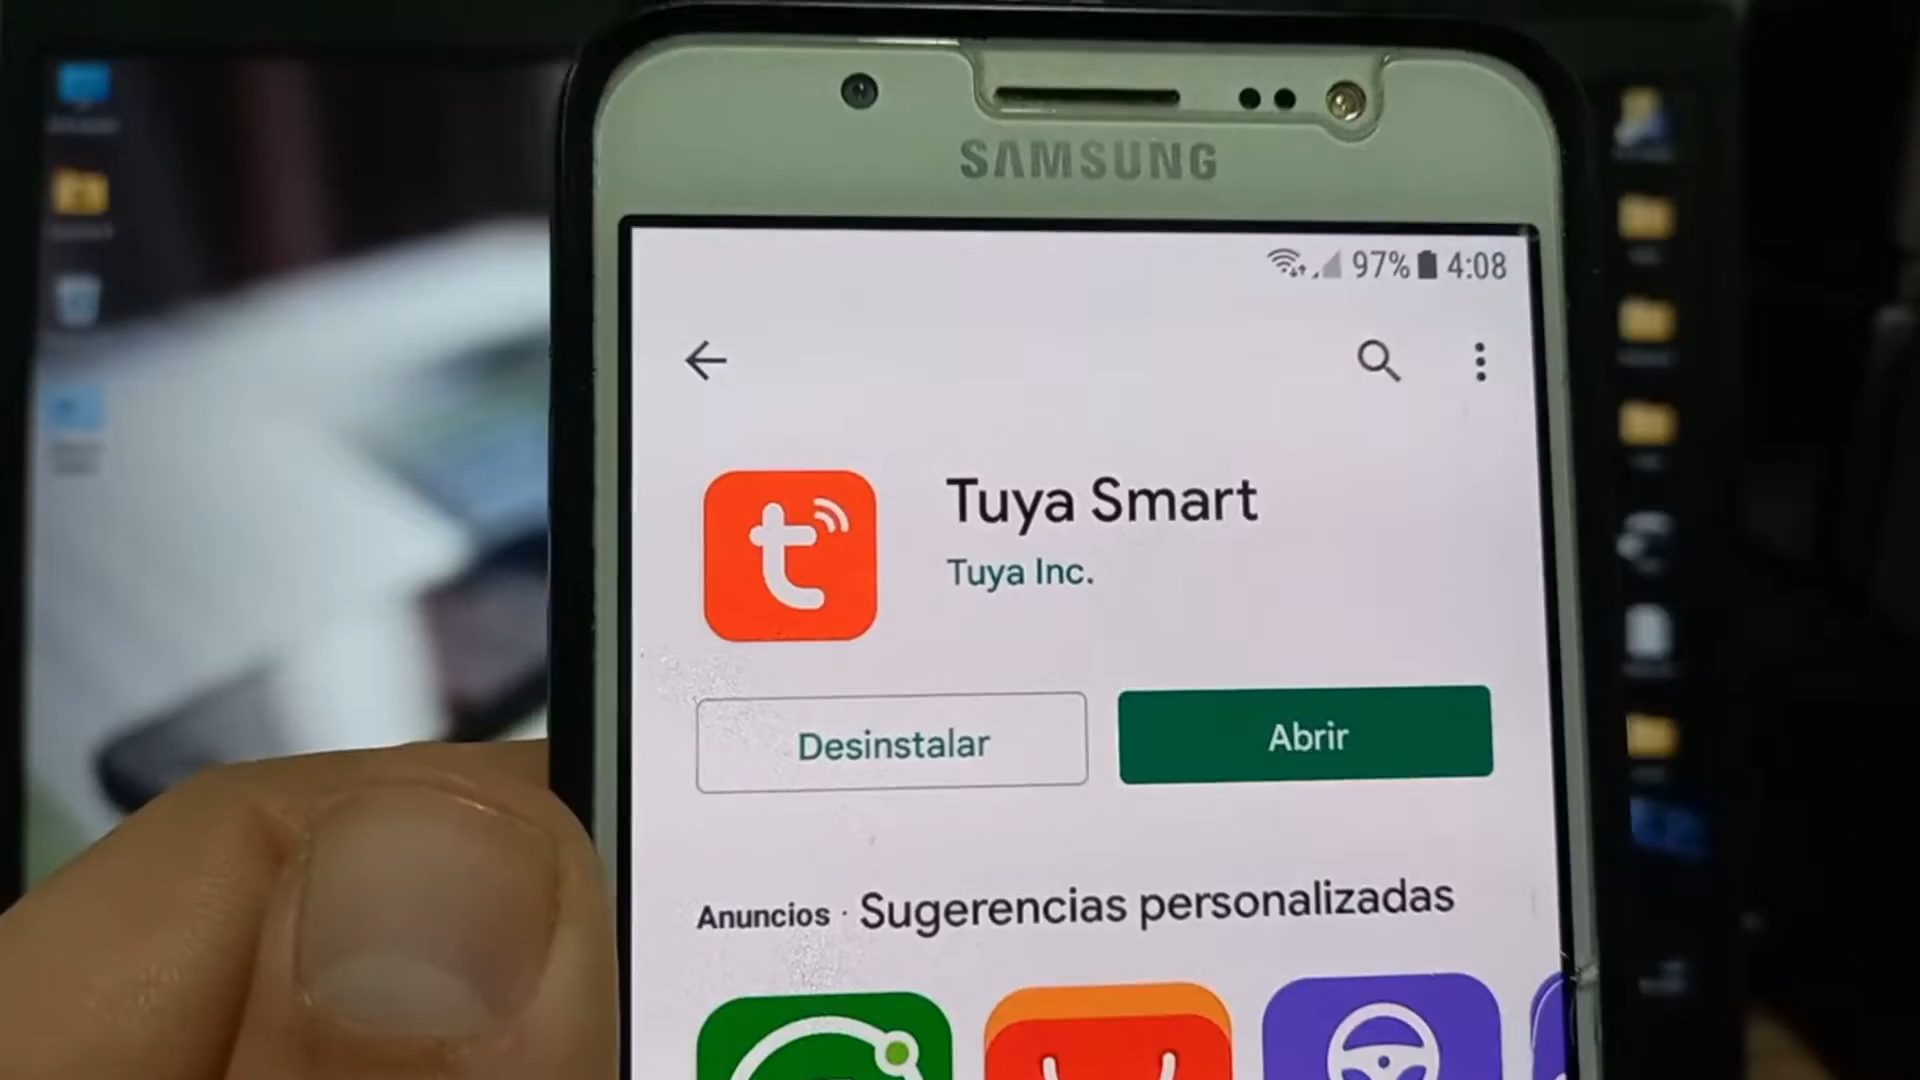 SAMSUNG
97% 4:08
Tuya Smart
Tuya Inc.
Desinstalar
Abrir
Anuncios · Sugerencias personalizadas